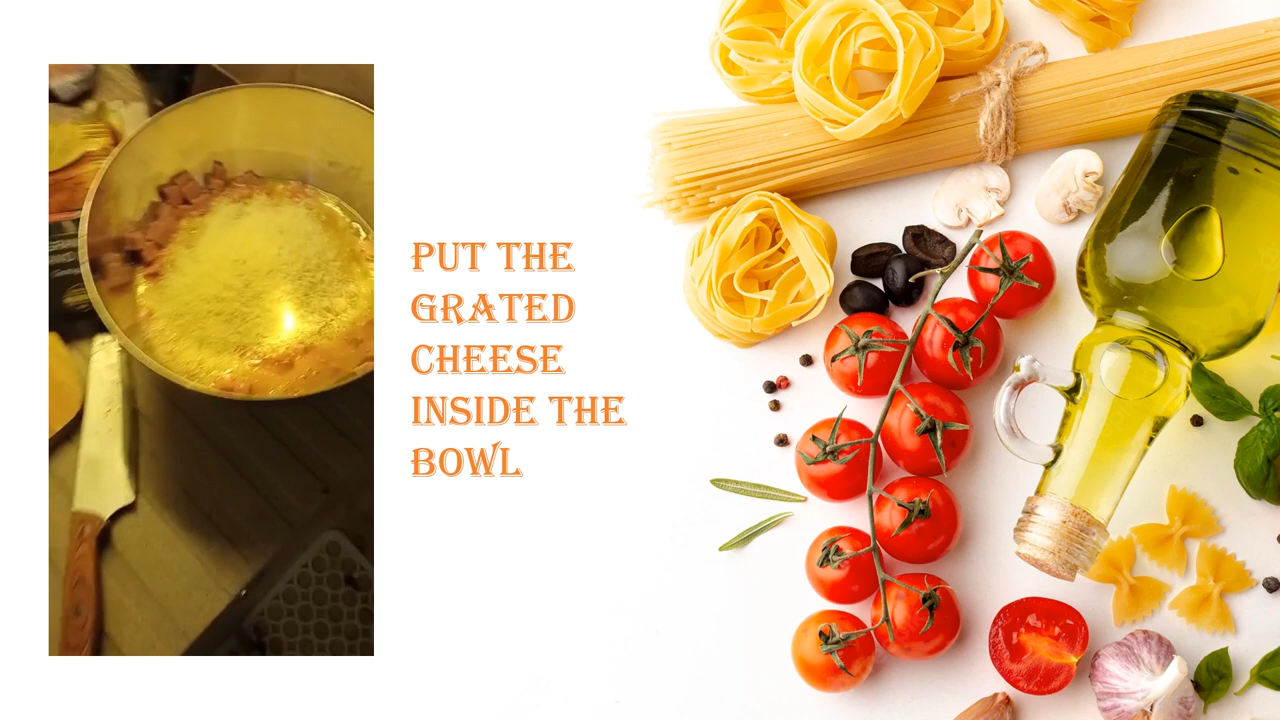 PUT THE
GRATED
CHEESE
INSIDE THE
BOWL